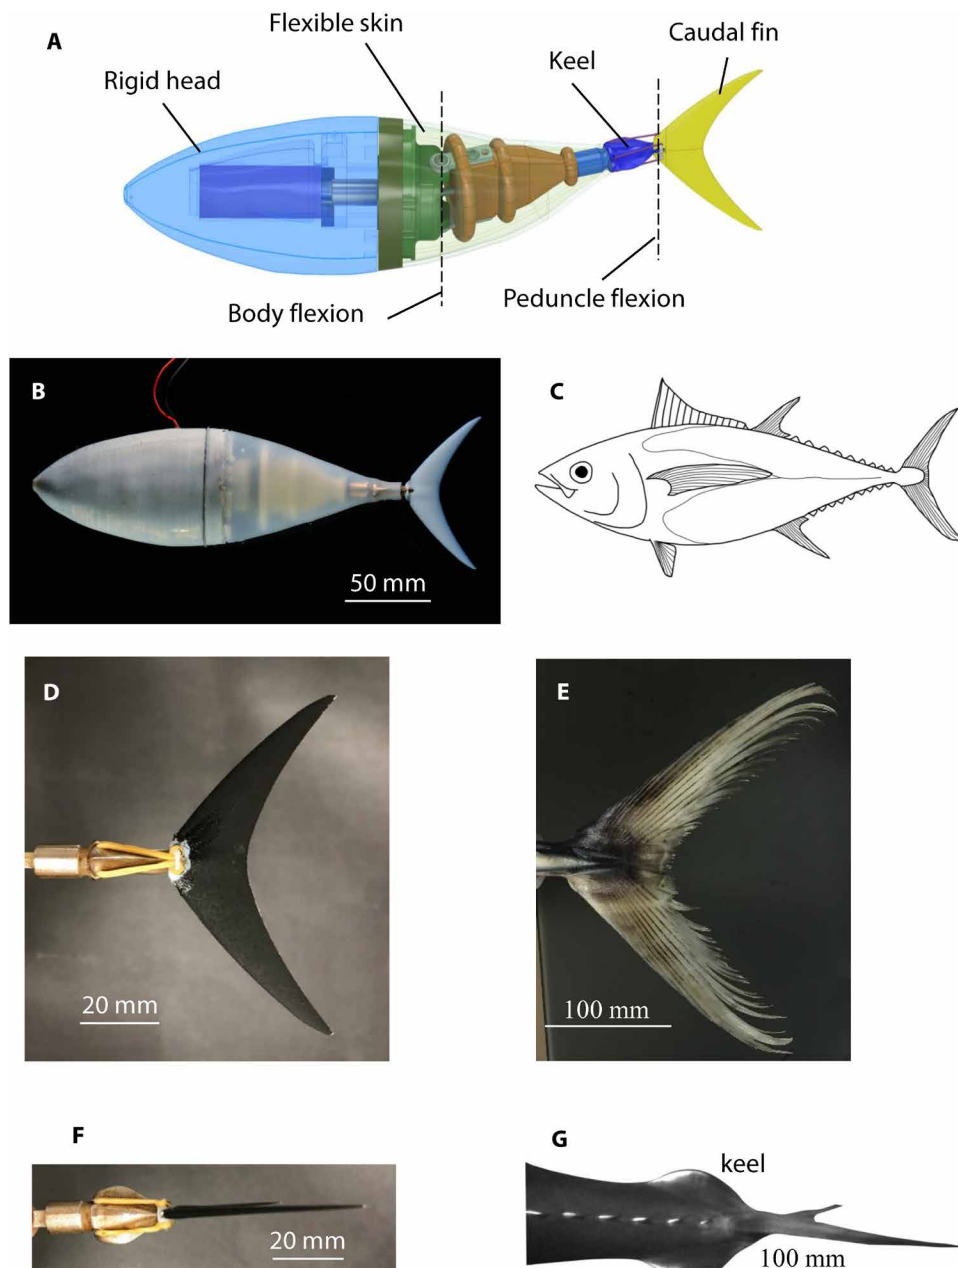 A
Flexible skin
Caudal fin
Keel
Rigid head
Peduncle flexion
Body flexion
B
50 mm
C
D
20 mm
E
100 mm
F
20 mm
G
keel
100 mm